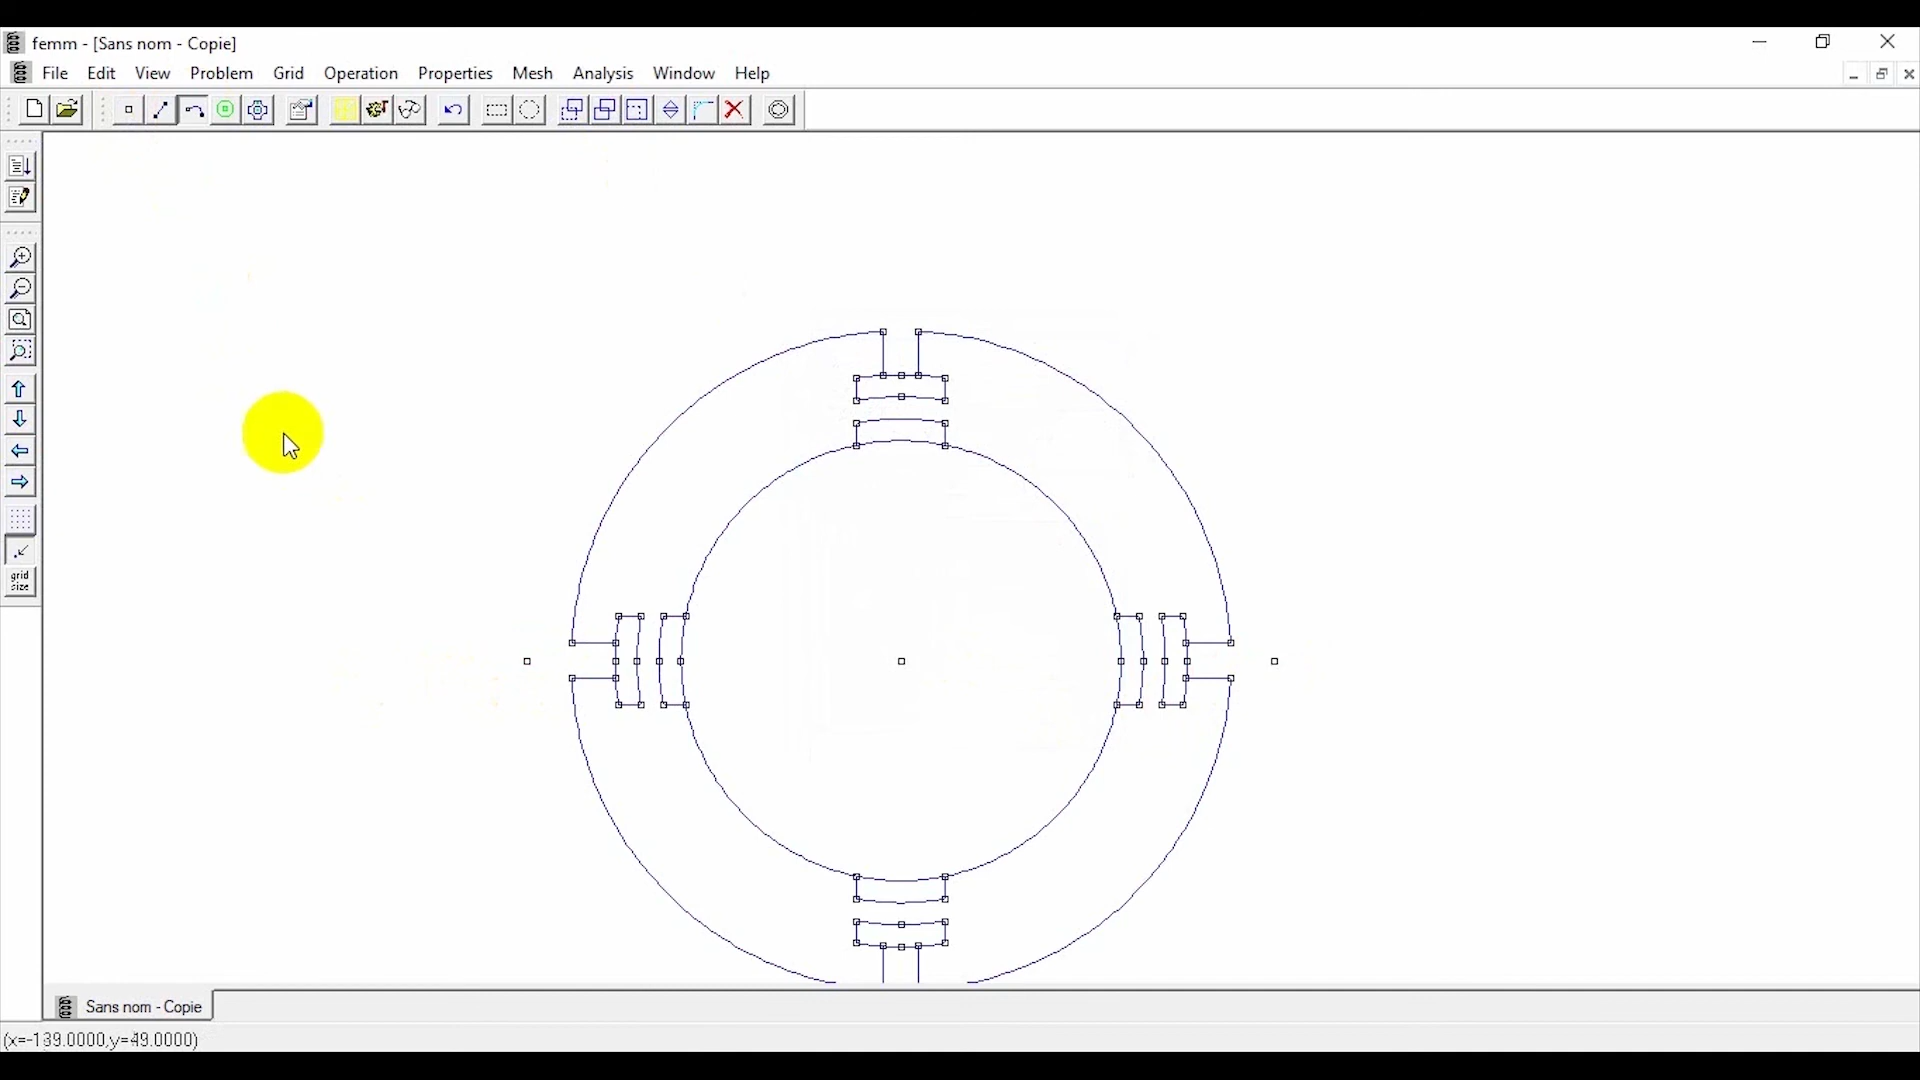 femm - [Sans nom - Copie]
File Edit View Problem Grid Operation Properties Mesh Analysis Window Help
grid
size
Sans nom - Copie
(x=-139.0000,y=49.0000)